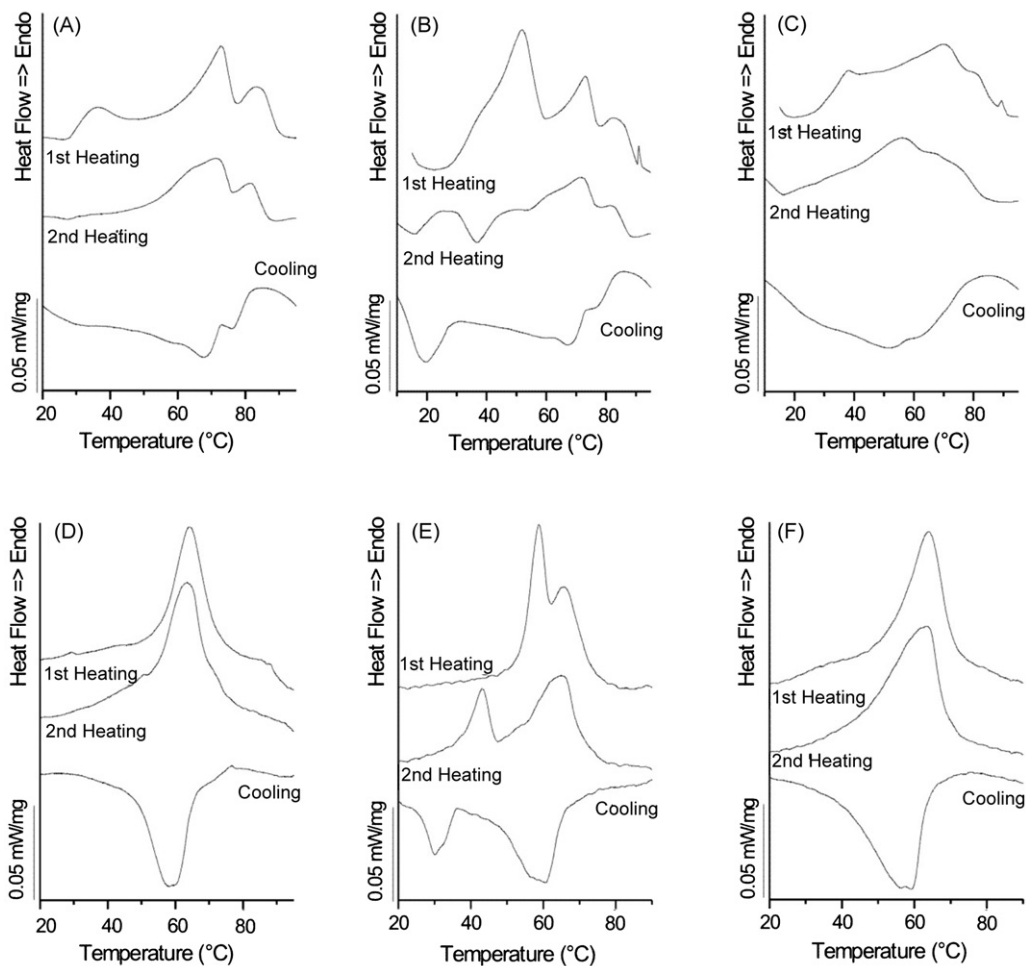 (A)
Heat Flow => Endo
1st Heating
2nd Heating
Cooling
0.05 mW/mg
20 40 60 80
Temperature (°C)
(B)
Heat Flow => Endo
1st Heating
2nd Heating
Cooling
0.05 mW/mg
20 40 60 80
Temperature (°C)
(C)
Heat Flow => Endo
1st Heating
2nd Heating
Cooling
0.05 mW/mg
20 40 60 80
Temperature (°C)
(D)
Heat Flow => Endo
1st Heating
2nd Heating
Cooling
0.05 mW/mg
20 40 60 80
Temperature (°C)
(E)
Heat Flow => Endo
1st Heating
2nd Heating
Cooling
0.05 mW/mg
20 40 60 80
Temperature (°C)
(F)
Heat Flow => Endo
1st Heating
2nd Heating
Cooling
0.05 mW/mg
20 40 60 80
Temperature (°C)